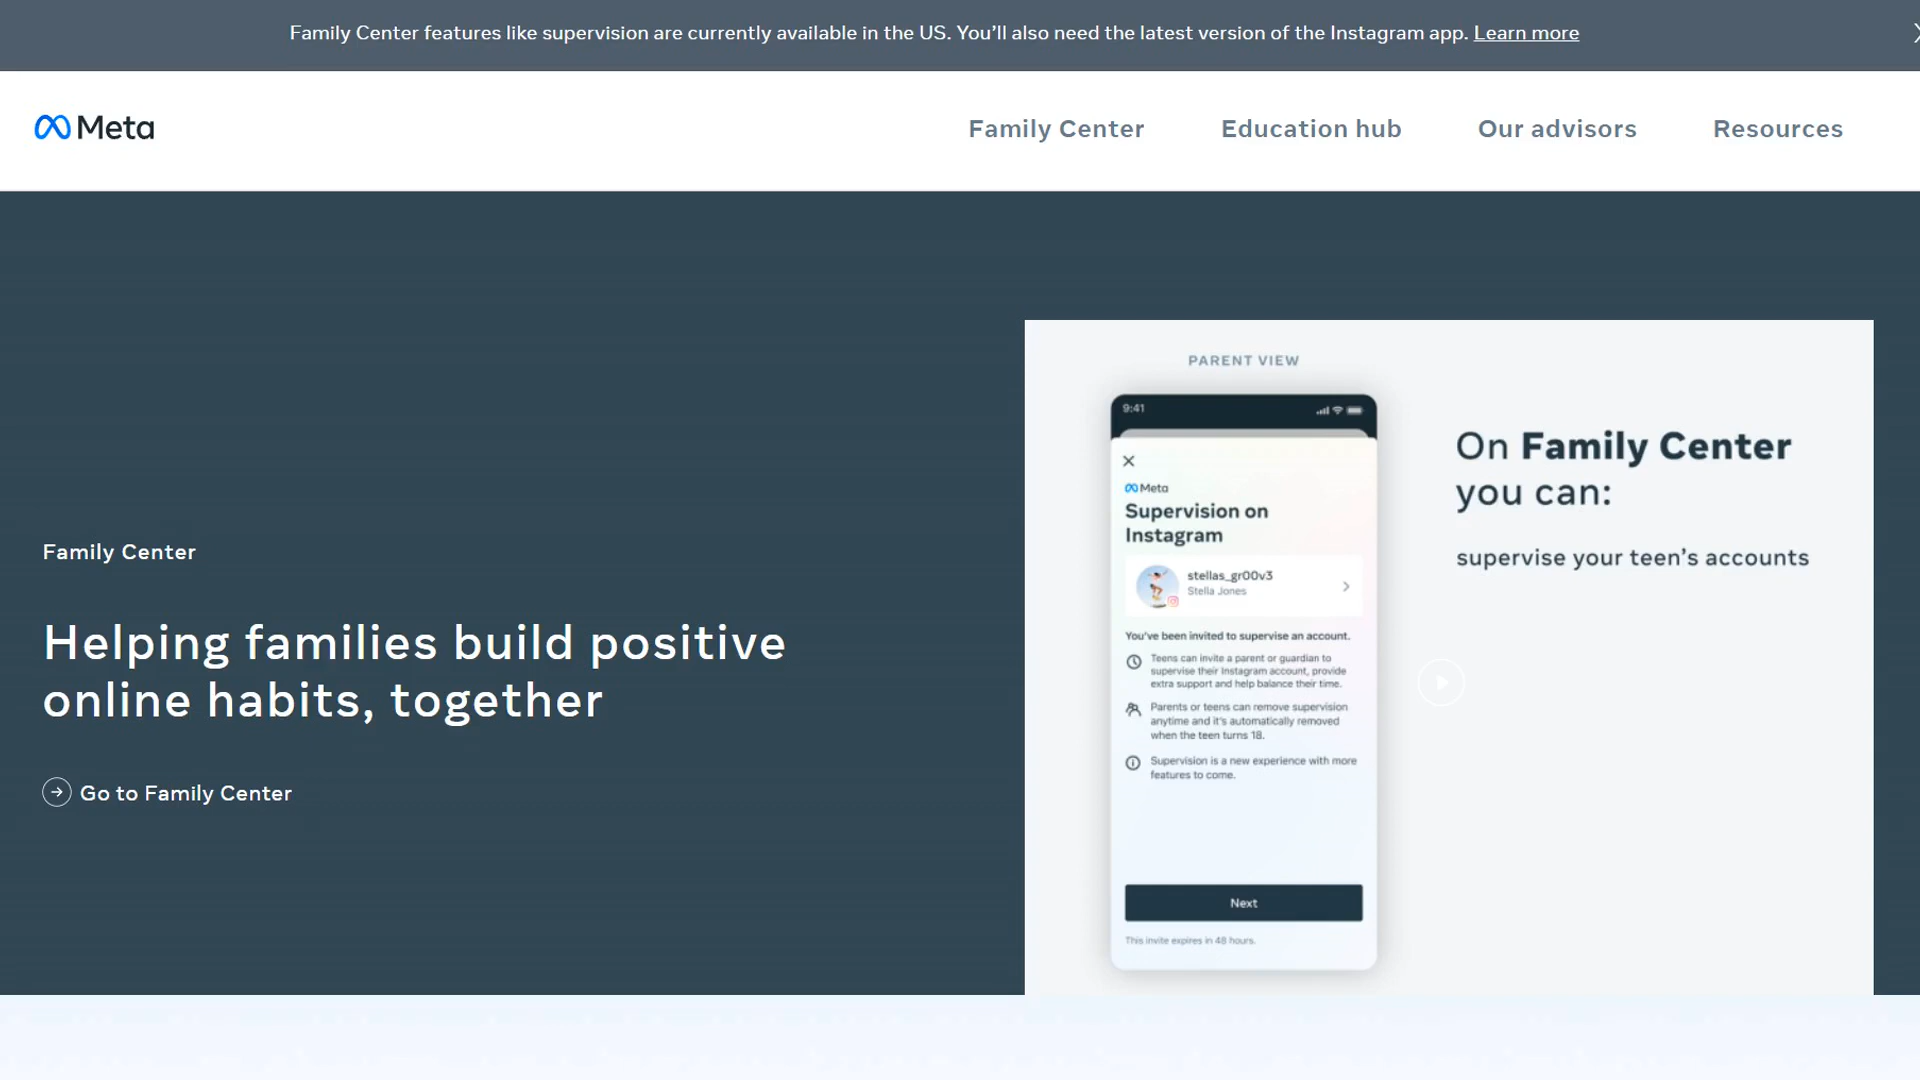 Family Center features like supervision are currently available in the US. You’ll also need the latest version of the Instagram app. Learn more
Meta
Family Center
Education hub
Our advisors
Resources
Family Center
Helping families build positive
online habits, together
Go to Family Center
PARENT VIEW
9:41
Meta
Supervision on
Instagram
stellas_gr00v3
Stella Jones
You’ve been invited to supervise an account.
Teens can invite a parent or guardian to
supervise their Instagram account, provide
extra support and help balance their time.
Parents or teens can remove supervision
anytime and it’s automatically removed
when the teen turns 18.
Supervision is a new experience with more
features to come.
Next
This invite expires in 48 hours.
On Family Center
you can:
supervise your teen’s accounts